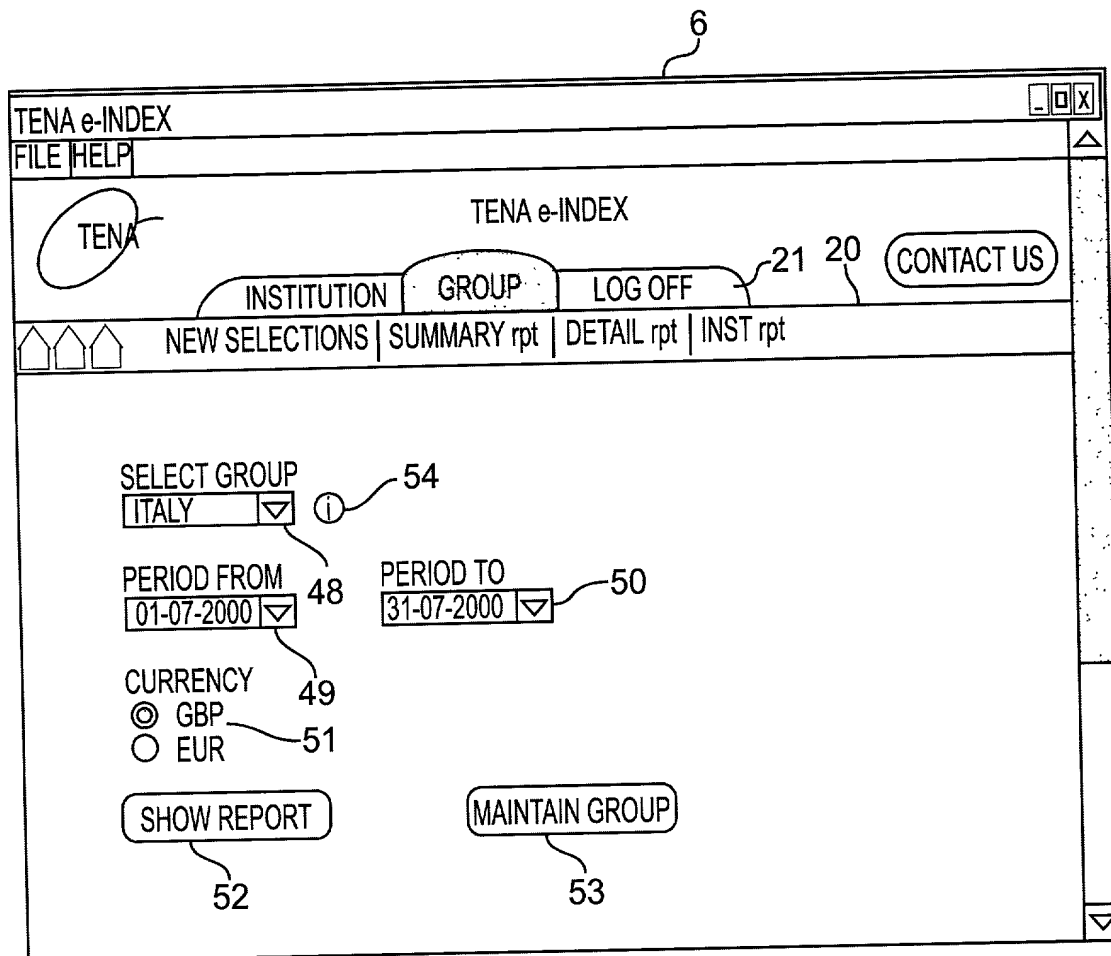 6
TENA e-INDEX
_ X
FILE HELP
TENA
TENA e-INDEX
CONTACT US
INSTITUTION GROUP LOG OFF 21 20
NEW SELECTIONS | SUMMARY rpt | DETAIL rpt | INST rpt
SELECT GROUP
ITALY i 54
48
PERIOD FROM PERIOD TO
01-07-2000 31-07-2000 50
49
CURRENCY
GBP 51
EUR
SHOW REPORT MAINTAIN GROUP
52 53